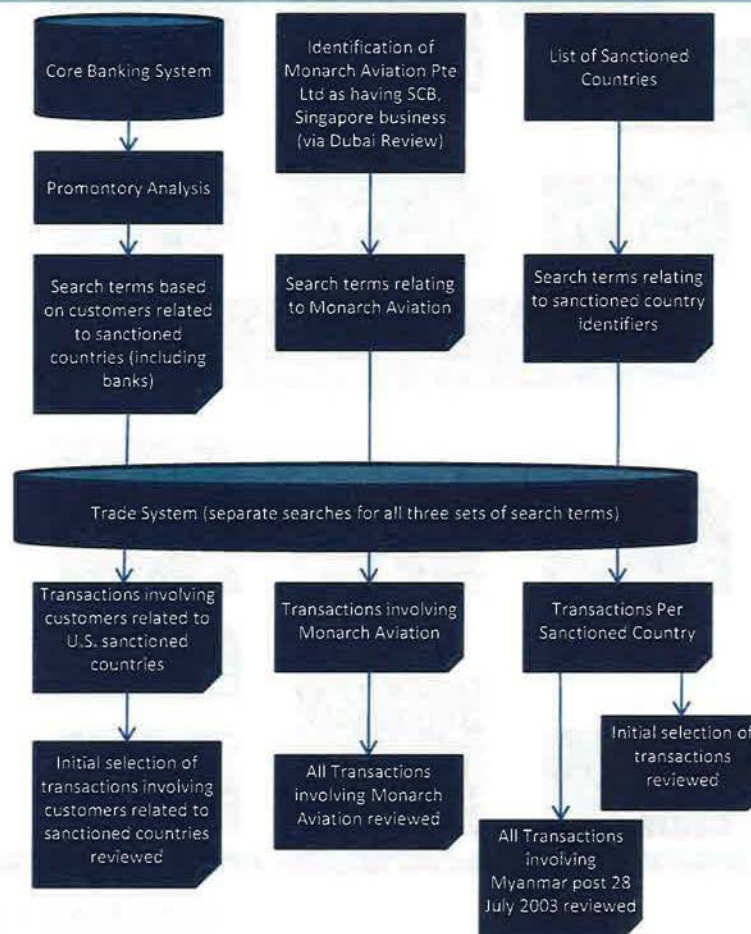 Core Banking System
Identification of
Monarch Aviation Pte
Ltd as having SCB,
Singapore business
(via Dubai Review)
List of Sanctioned
Countries
Promontory Analysis
Search terms based
on customers related
to sanctioned
countries (including
banks)
Search terms relating
to Monarch Aviation
Search terms relating
to sanctioned country
identifiers
Trade System (separate searches for all three sets of search terms)
Transactions involving
customers related to
U.S. sanctioned
countries
Transactions involving
Monarch Aviation
Transactions Per
Sanctioned Country
Initial selection of
transactions involving
customers related to
sanctioned countries
reviewed
All Transactions
involving Monarch
Aviation reviewed
All Transactions
involving
Myanmar post 28
July 2003 reviewed
Initial selection of
transactions
reviewed